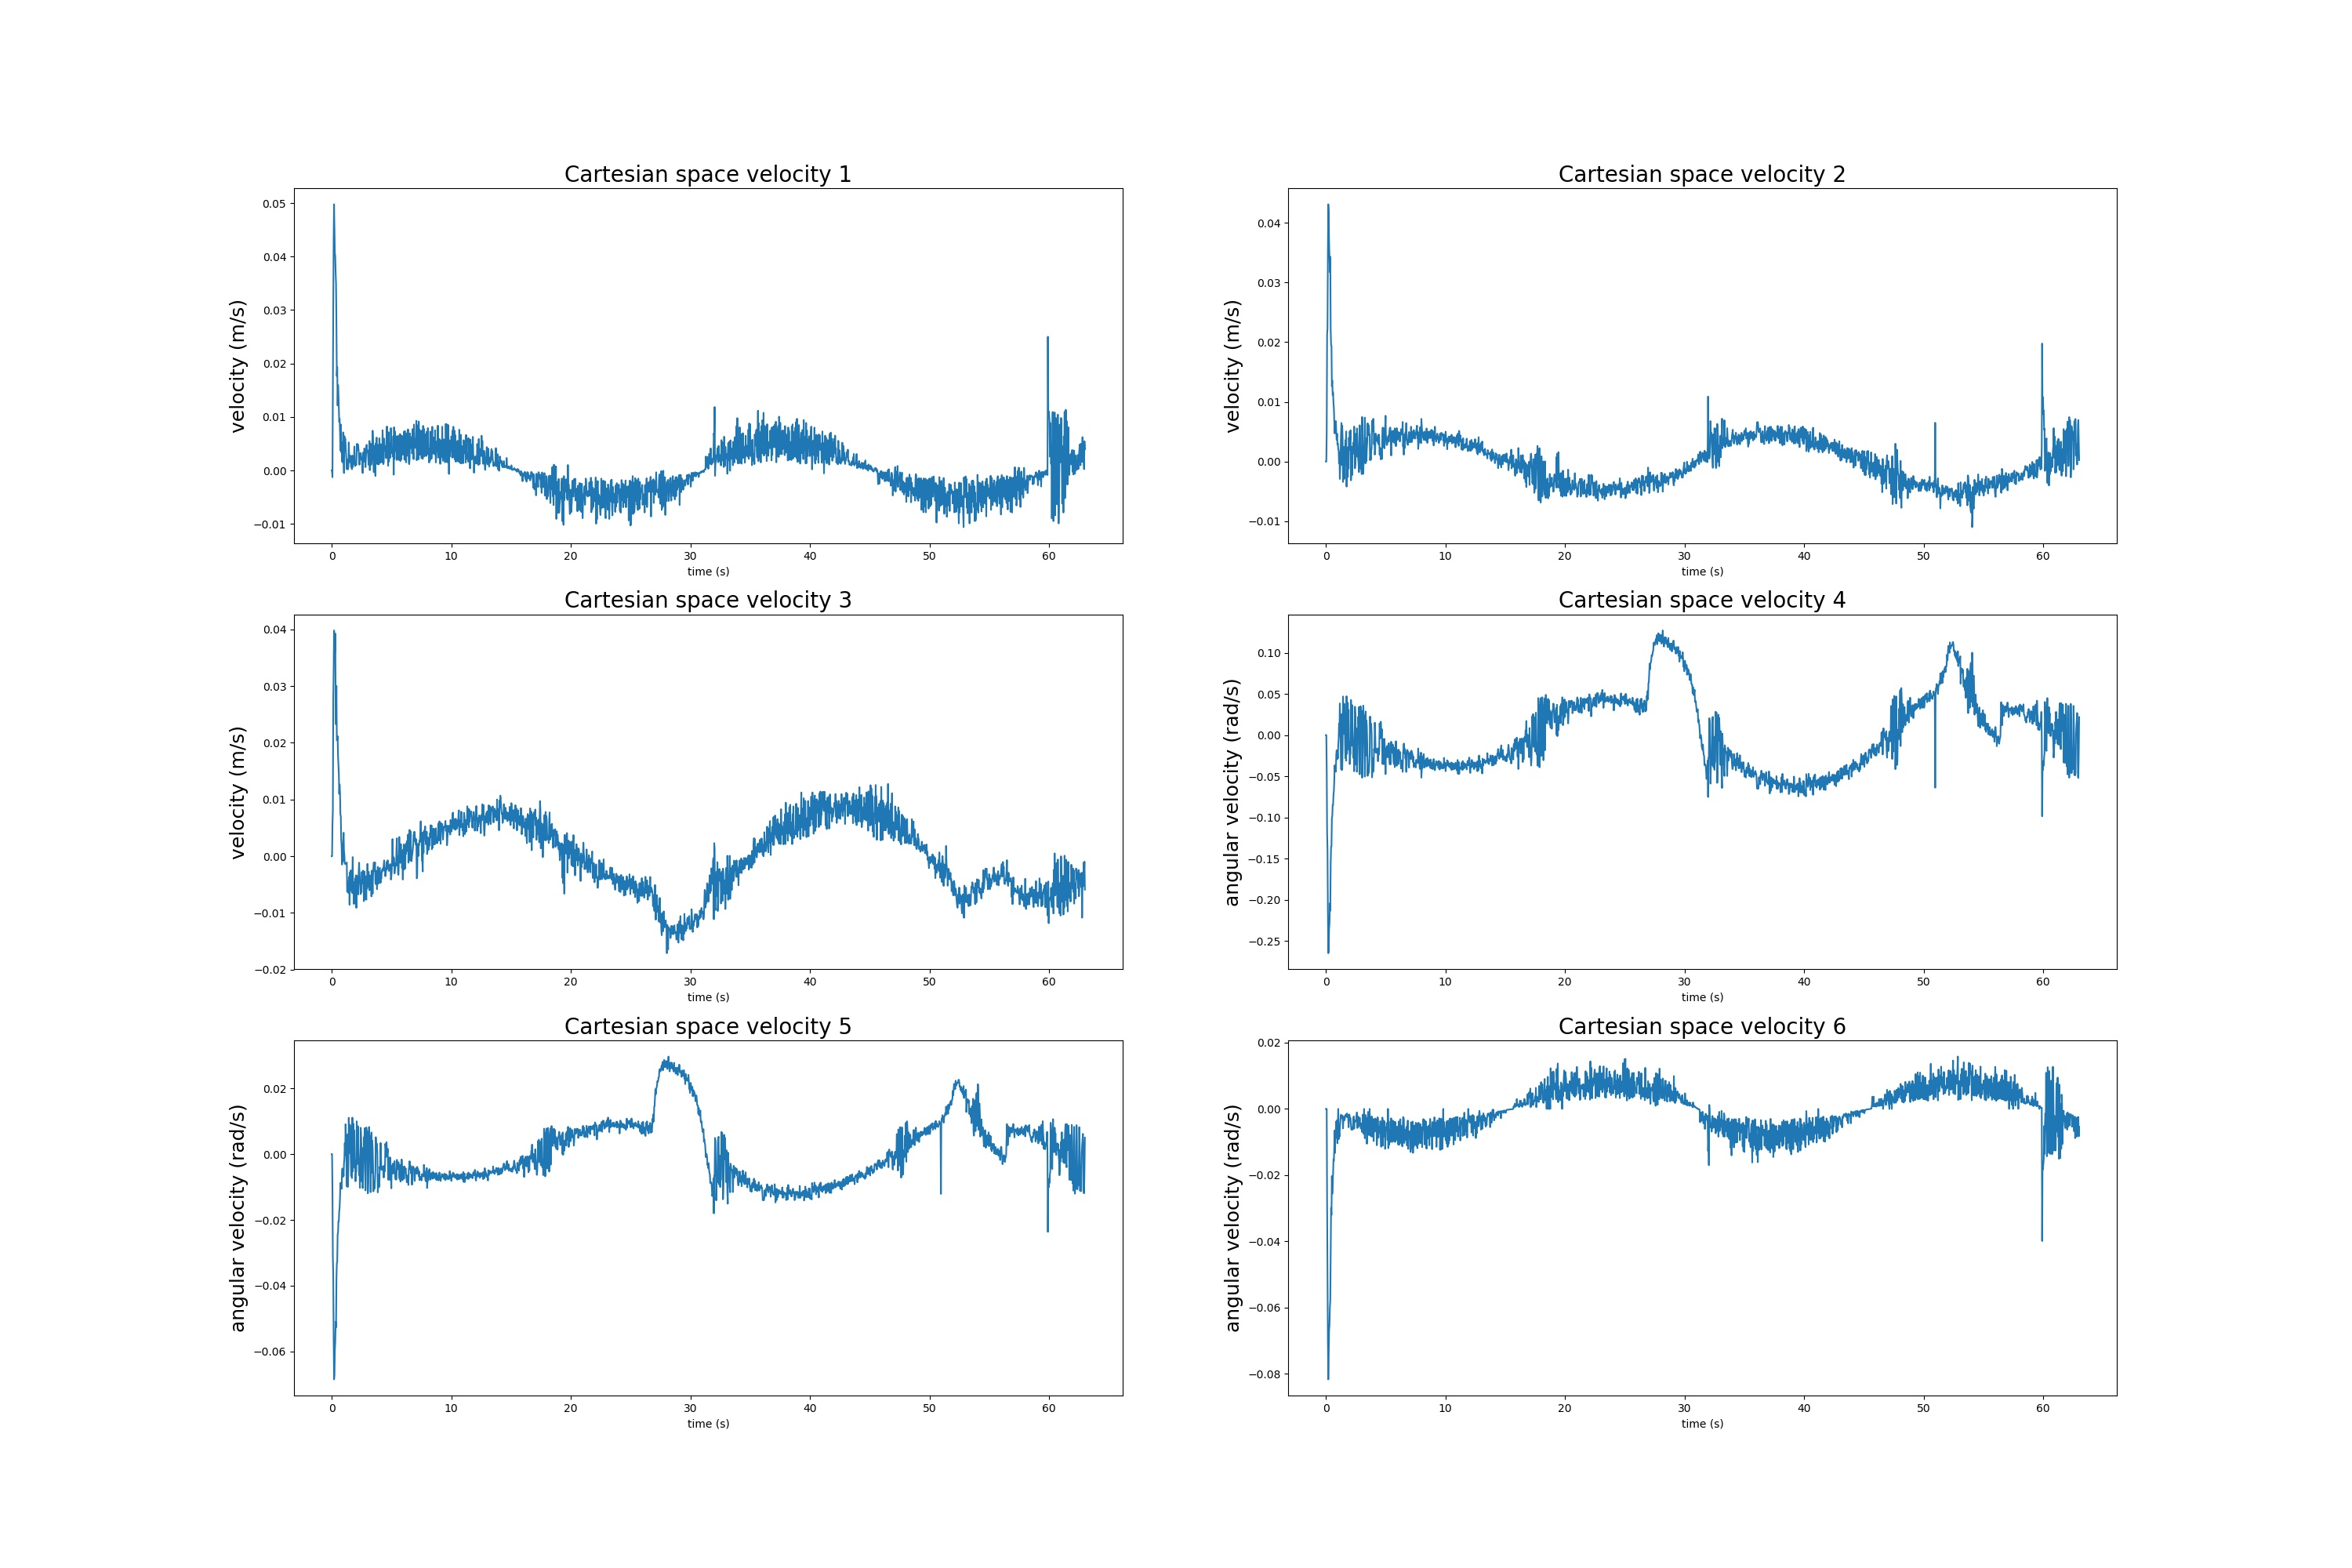 Cartesian space velocity 1
velocity (m/s)
0.05
0.04
0.03
0.02
0.01
0.00
−0.01
0 10 20 30 40 50 60
time (s)
Cartesian space velocity 2
velocity (m/s)
0.04
0.03
0.02
0.01
0.00
−0.01
0 10 20 30 40 50 60
time (s)
Cartesian space velocity 3
velocity (m/s)
0.04
0.03
0.02
0.01
0.00
−0.01
−0.02
0 10 20 30 40 50 60
time (s)
Cartesian space velocity 4
angular velocity (rad/s)
0.10
0.05
0.00
−0.05
−0.10
−0.15
−0.20
−0.25
0 10 20 30 40 50 60
time (s)
Cartesian space velocity 5
angular velocity (rad/s)
0.02
0.00
−0.02
−0.04
−0.06
0 10 20 30 40 50 60
time (s)
Cartesian space velocity 6
angular velocity (rad/s)
0.02
0.00
−0.02
−0.04
−0.06
−0.08
0 10 20 30 40 50 60
time (s)